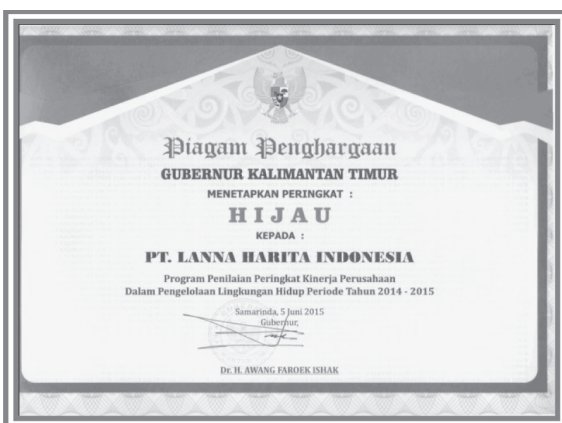 Piagam Penghargaan
GUBERNUR KALIMANTAN TIMUR
MENETAPKAN PERINGKAT :
HIJAU
KEPADA :
PT. LANNA HARITA INDONESIA
Program Penilaian Peringkat Kinerja Perusahaan
Dalam Pengelolaan Lingkungan Hidup Periode Tahun 2014 - 2015
Samarinda, 5 Juni 2015
Gubernur,
Dr. H. AWANG FAROEK ISHAK